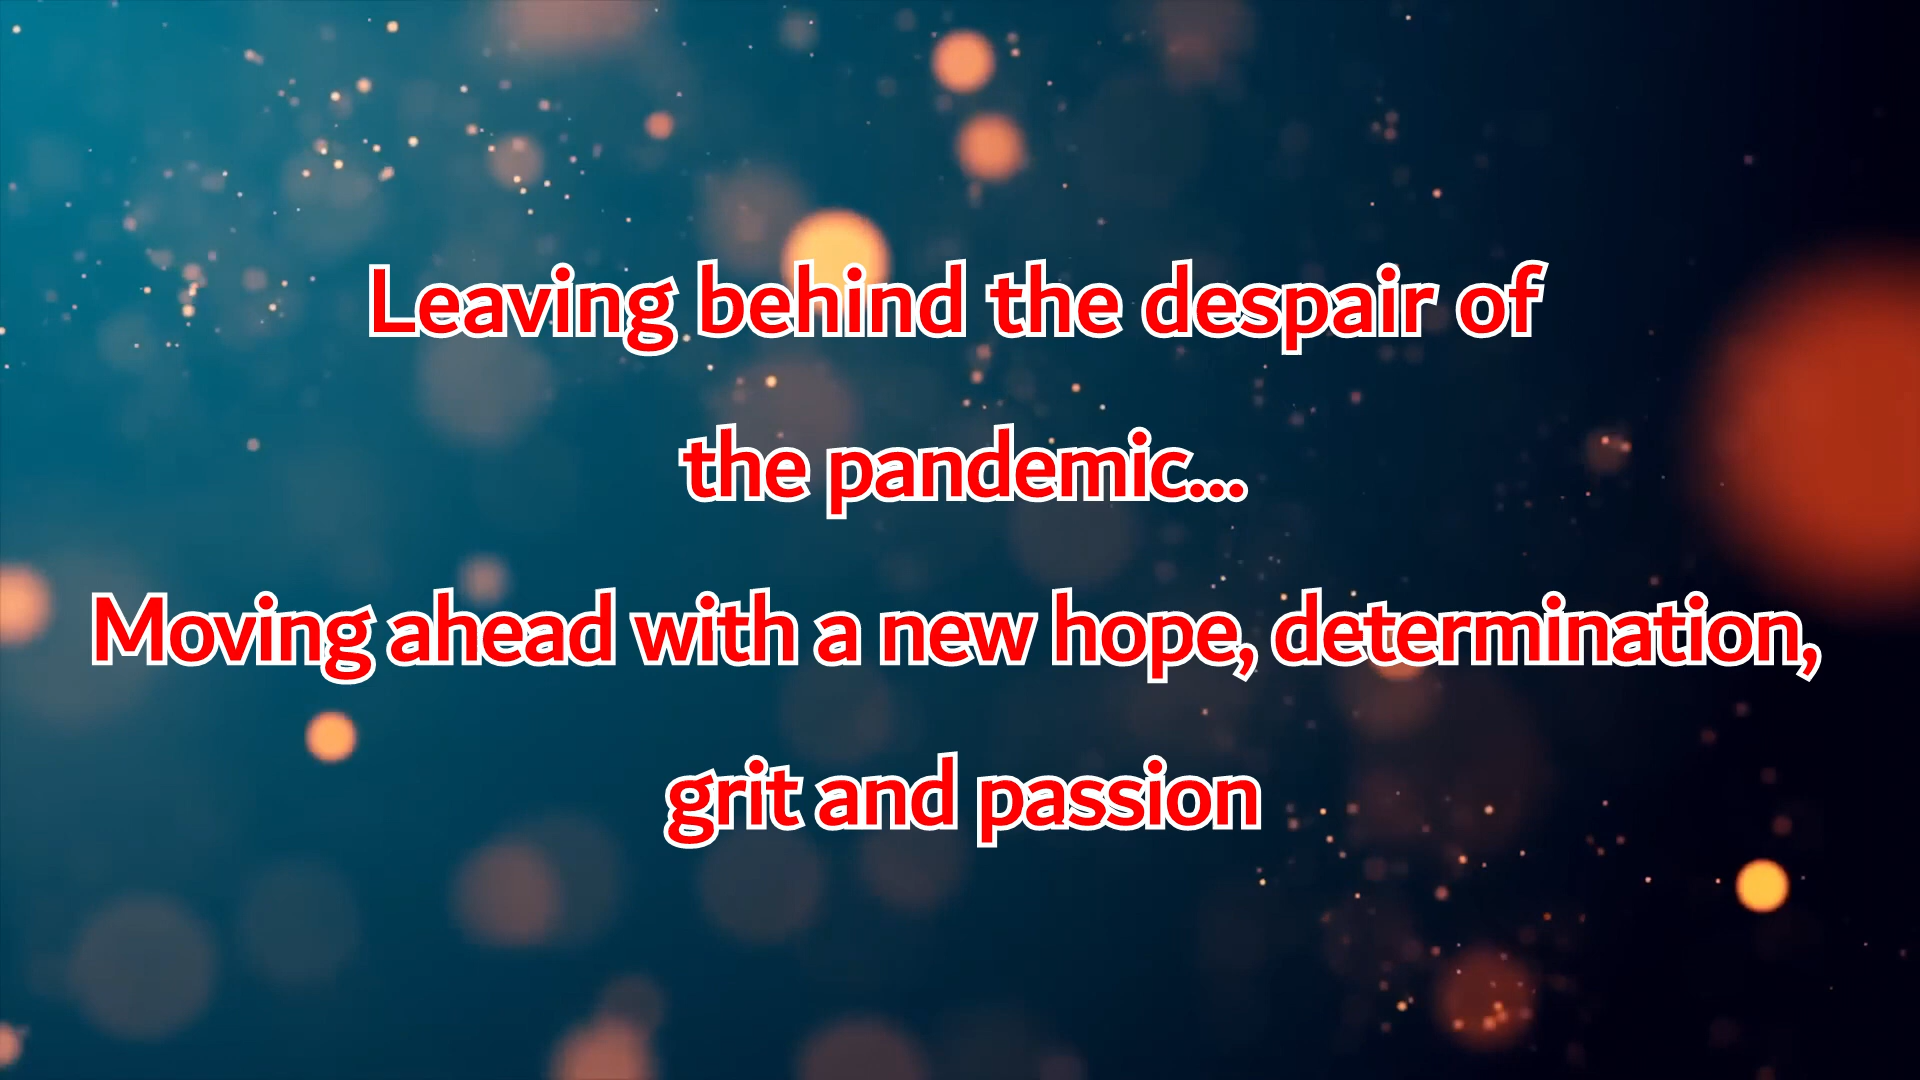 Leaving behind the despair of
the pandemic...
Moving ahead with a new hope, determination,
grit and passion